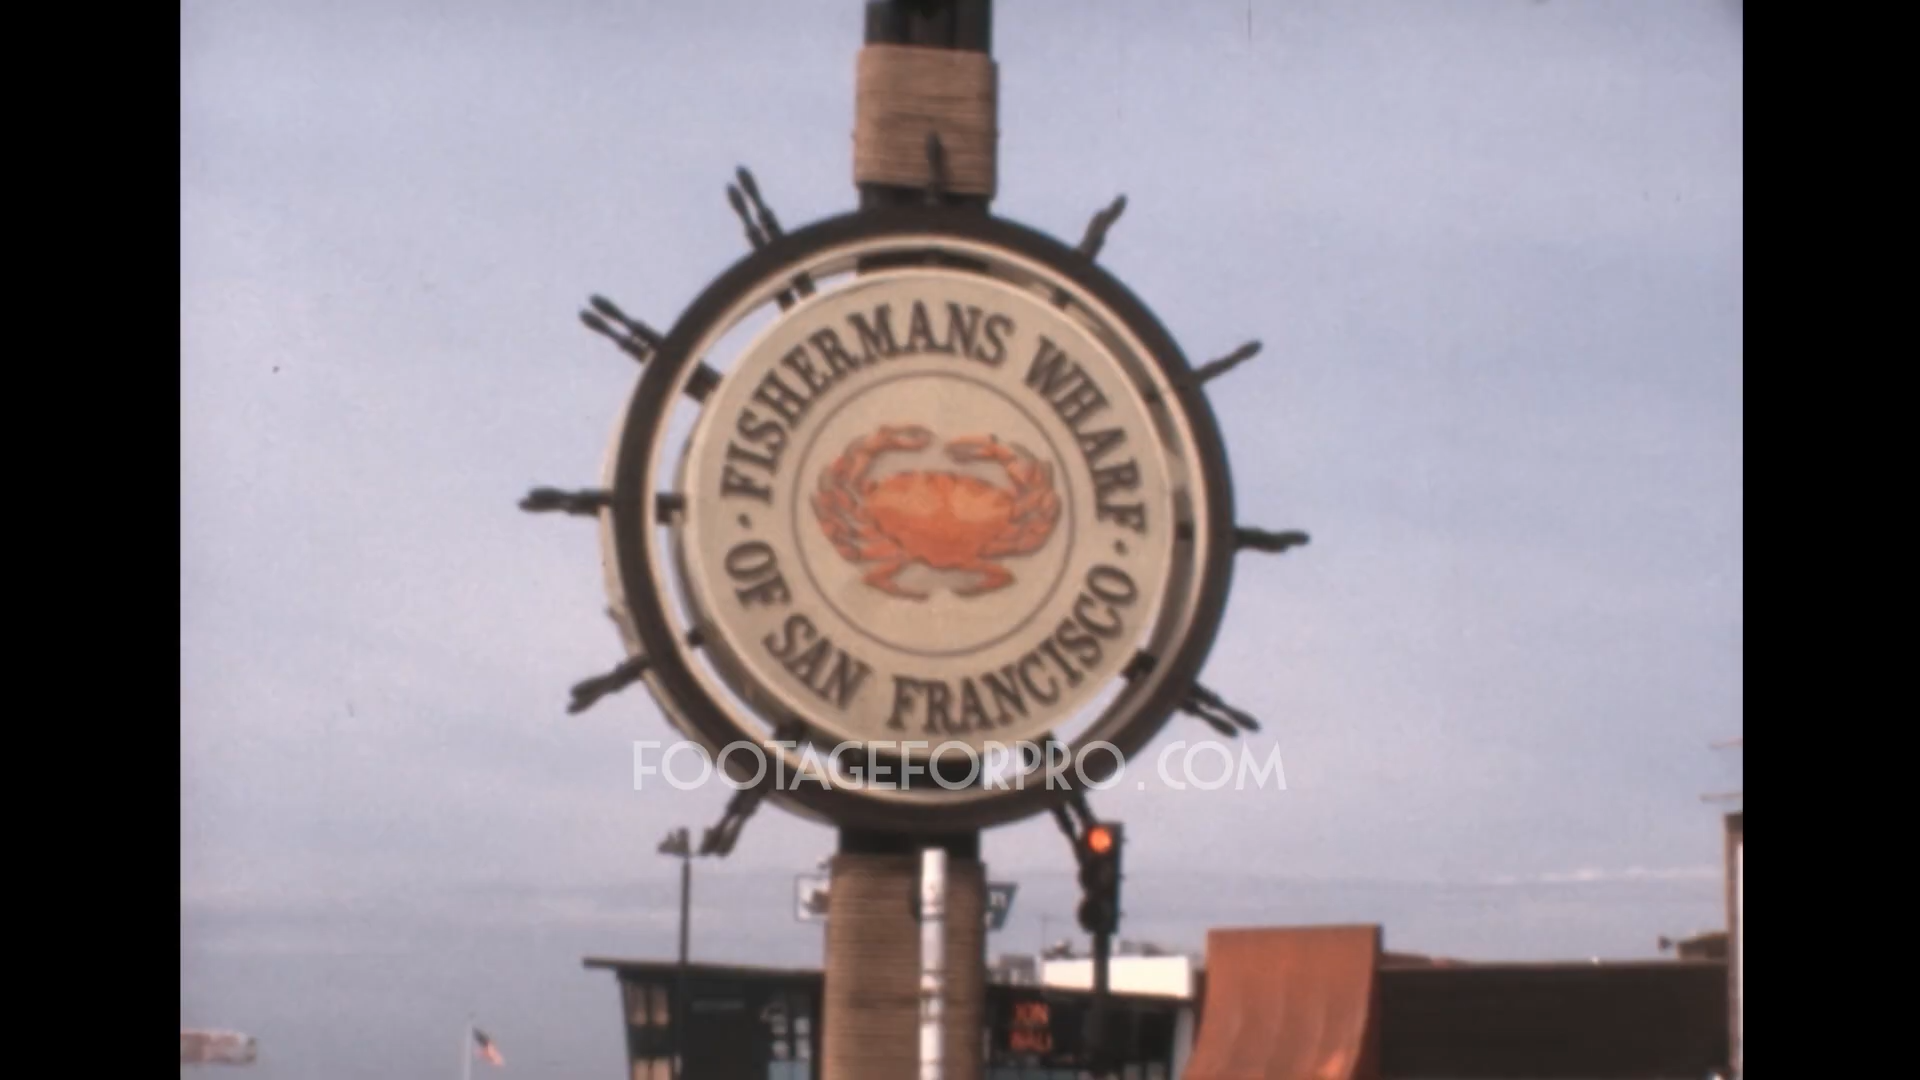 FISHERMANS WHARF
· OF SAN FRANCISCO ·
FOOTAGEFORPRO.COM